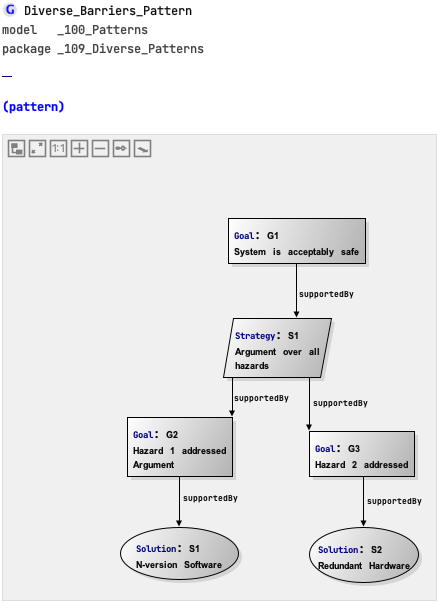 G Diverse_Barriers_Pattern
model _100_Patterns
package _109_Diverse_Patterns
(pattern)
1:1
Goal: G1
System is acceptably safe
supportedBy
Strategy: S1
Argument over all
hazards
supportedBy
supportedBy
Goal: G2
Hazard 1 addressed
Argument
Goal: G3
Hazard 2 addressed
supportedBy
supportedBy
Solution: S1
N-version Software
Solution: S2
Redundant Hardware